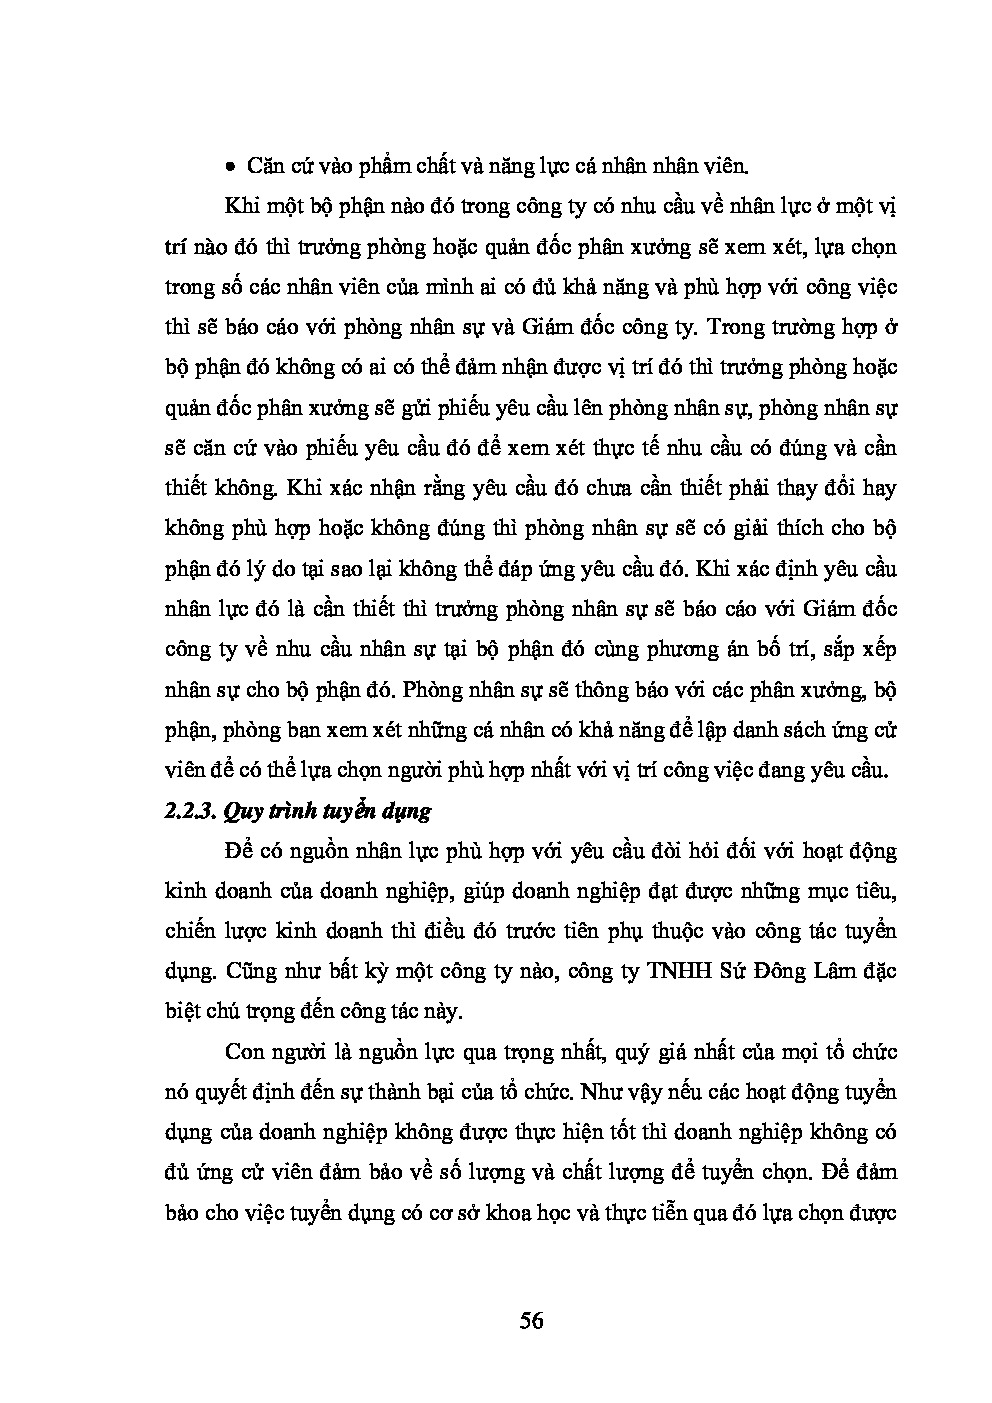 • Căn cứ vào phẩm chất và năng lực cá nhân nhân viên.
Khi một bộ phận nào đó trong công ty có nhu cầu về nhân lực ở một vị
trí nào đó thì trưởng phòng hoặc quản đốc phân xưởng sẽ xem xét, lựa chọn
trong số các nhân viên của mình ai có đủ khả năng và phù hợp với công việc
thì sẽ báo cáo với phòng nhân sự và Giám đốc công ty. Trong trường hợp ở
bộ phận đó không có ai có thể đảm nhận được vị trí đó thì trưởng phòng hoặc
quản đốc phân xưởng sẽ gửi phiếu yêu cầu lên phòng nhân sự, phòng nhân sự
sẽ căn cứ vào phiếu yêu cầu đó để xem xét thực tế nhu cầu có đúng và cần
thiết không. Khi xác nhận rằng yêu cầu đó chưa cần thiết phải thay đổi hay
không phù hợp hoặc không đúng thì phòng nhân sự sẽ có giải thích cho bộ
phận đó lý do tại sao lại không thể đáp ứng yêu cầu đó. Khi xác định yêu cầu
nhân lực đó là cần thiết thì trưởng phòng nhân sự sẽ báo cáo với Giám đốc
công ty về nhu cầu nhân sự tại bộ phận đó cùng phương án bố trí, sắp xếp
nhân sự cho bộ phận đó. Phòng nhân sự sẽ thông báo với các phân xưởng, bộ
phận, phòng ban xem xét những cá nhân có khả năng để lập danh sách ứng cử
viên để có thể lựa chọn người phù hợp nhất với vị trí công việc đang yêu cầu.
2.2.3. Quy trình tuyển dụng
Để có nguồn nhân lực phù hợp với yêu cầu đòi hỏi đối với hoạt động
kinh doanh của doanh nghiệp, giúp doanh nghiệp đạt được những mục tiêu,
chiến lược kinh doanh thì điều đó trước tiên phụ thuộc vào công tác tuyển
dụng. Cũng như bất kỳ một công ty nào, công ty TNHH Sứ Đông Lâm đặc
biệt chú trọng đến công tác này.
Con người là nguồn lực qua trọng nhất, quý giá nhất của mọi tổ chức
nó quyết định đến sự thành bại của tổ chức. Như vậy nếu các hoạt động tuyển
dụng của doanh nghiệp không được thực hiện tốt thì doanh nghiệp không có
đủ ứng cử viên đảm bảo về số lượng và chất lượng để tuyển chọn. Để đảm
bảo cho việc tuyển dụng có cơ sở khoa học và thực tiễn qua đó lựa chọn được
56